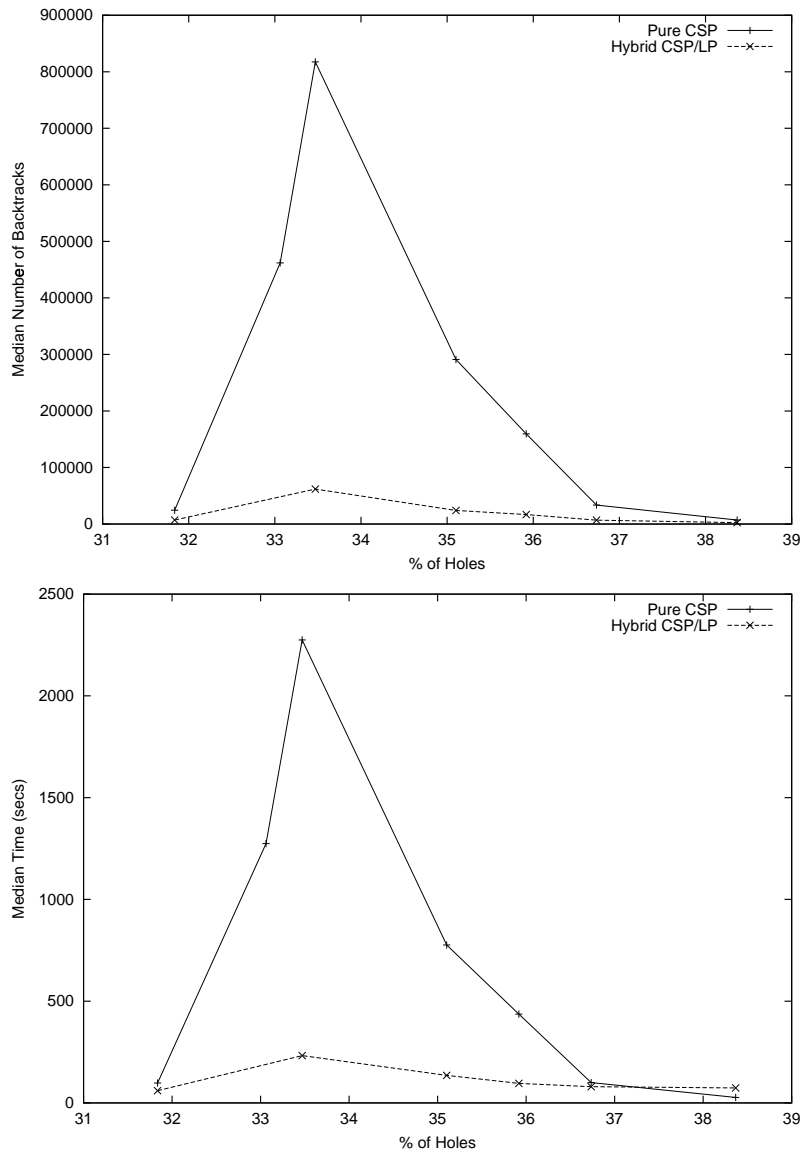 900000
800000
700000
600000
500000
400000
300000
200000
100000
0
Median Number of Backtracks
Pure CSP
Hybrid CSP/LP
31 32 33 34 35 36 37 38 39
% of Holes
2500
2000
1500
1000
500
0
Median Time (secs)
Pure CSP
Hybrid CSP/LP
31 32 33 34 35 36 37 38 39
% of Holes